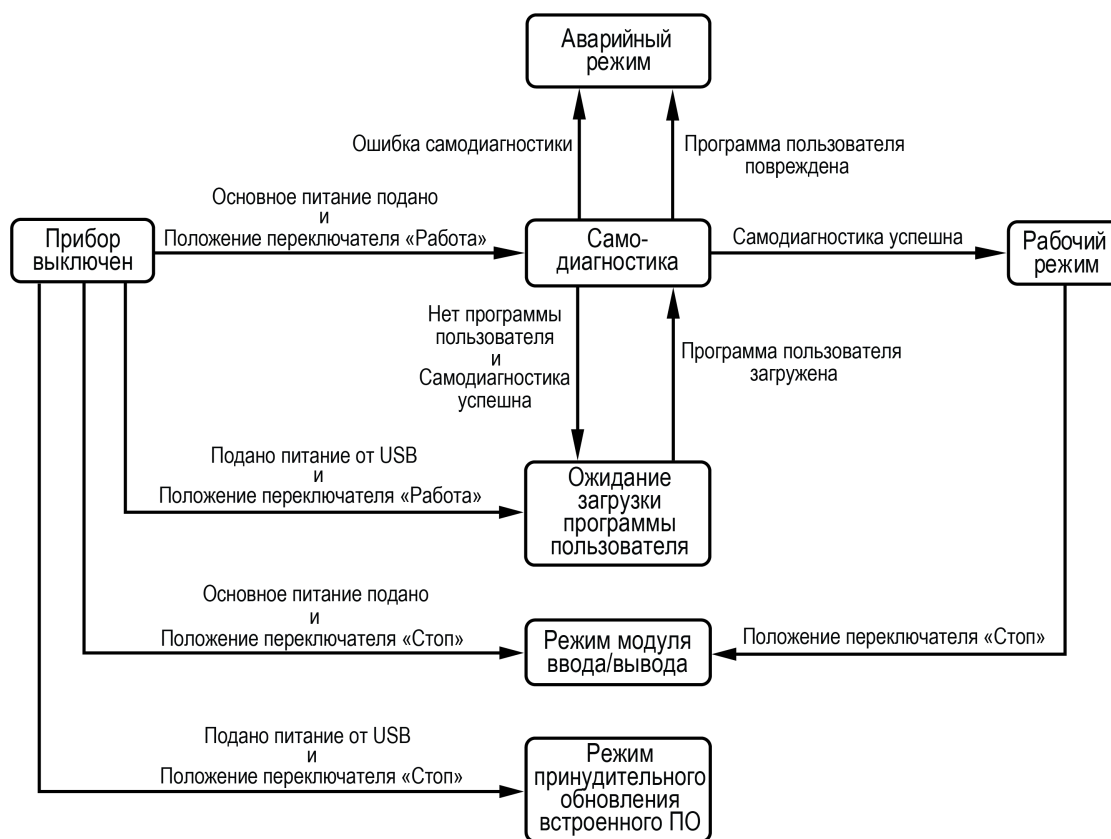 Аварийный
режим
Ошибка самодиагностики
Программа пользователя
повреждена
Основное питание подано
и
Положение переключателя «Работа»
Прибор
выключен
Само-
диагностика
Самодиагностика успешна
Рабочий
режим
Нет программы
пользователя
и
Самодиагностика
успешна
Программа пользователя
загружена
Подано питание от USB
и
Положение переключателя «Работа»
Ожидание
загрузки
программы
пользователя
Основное питание подано
и
Положение переключателя «Стоп»
Режим модуля
ввода/вывода
Положение переключателя «Стоп»
Подано питание от USB
и
Положение переключателя «Стоп»
Режим
принудительного
обновления
встроенного ПО